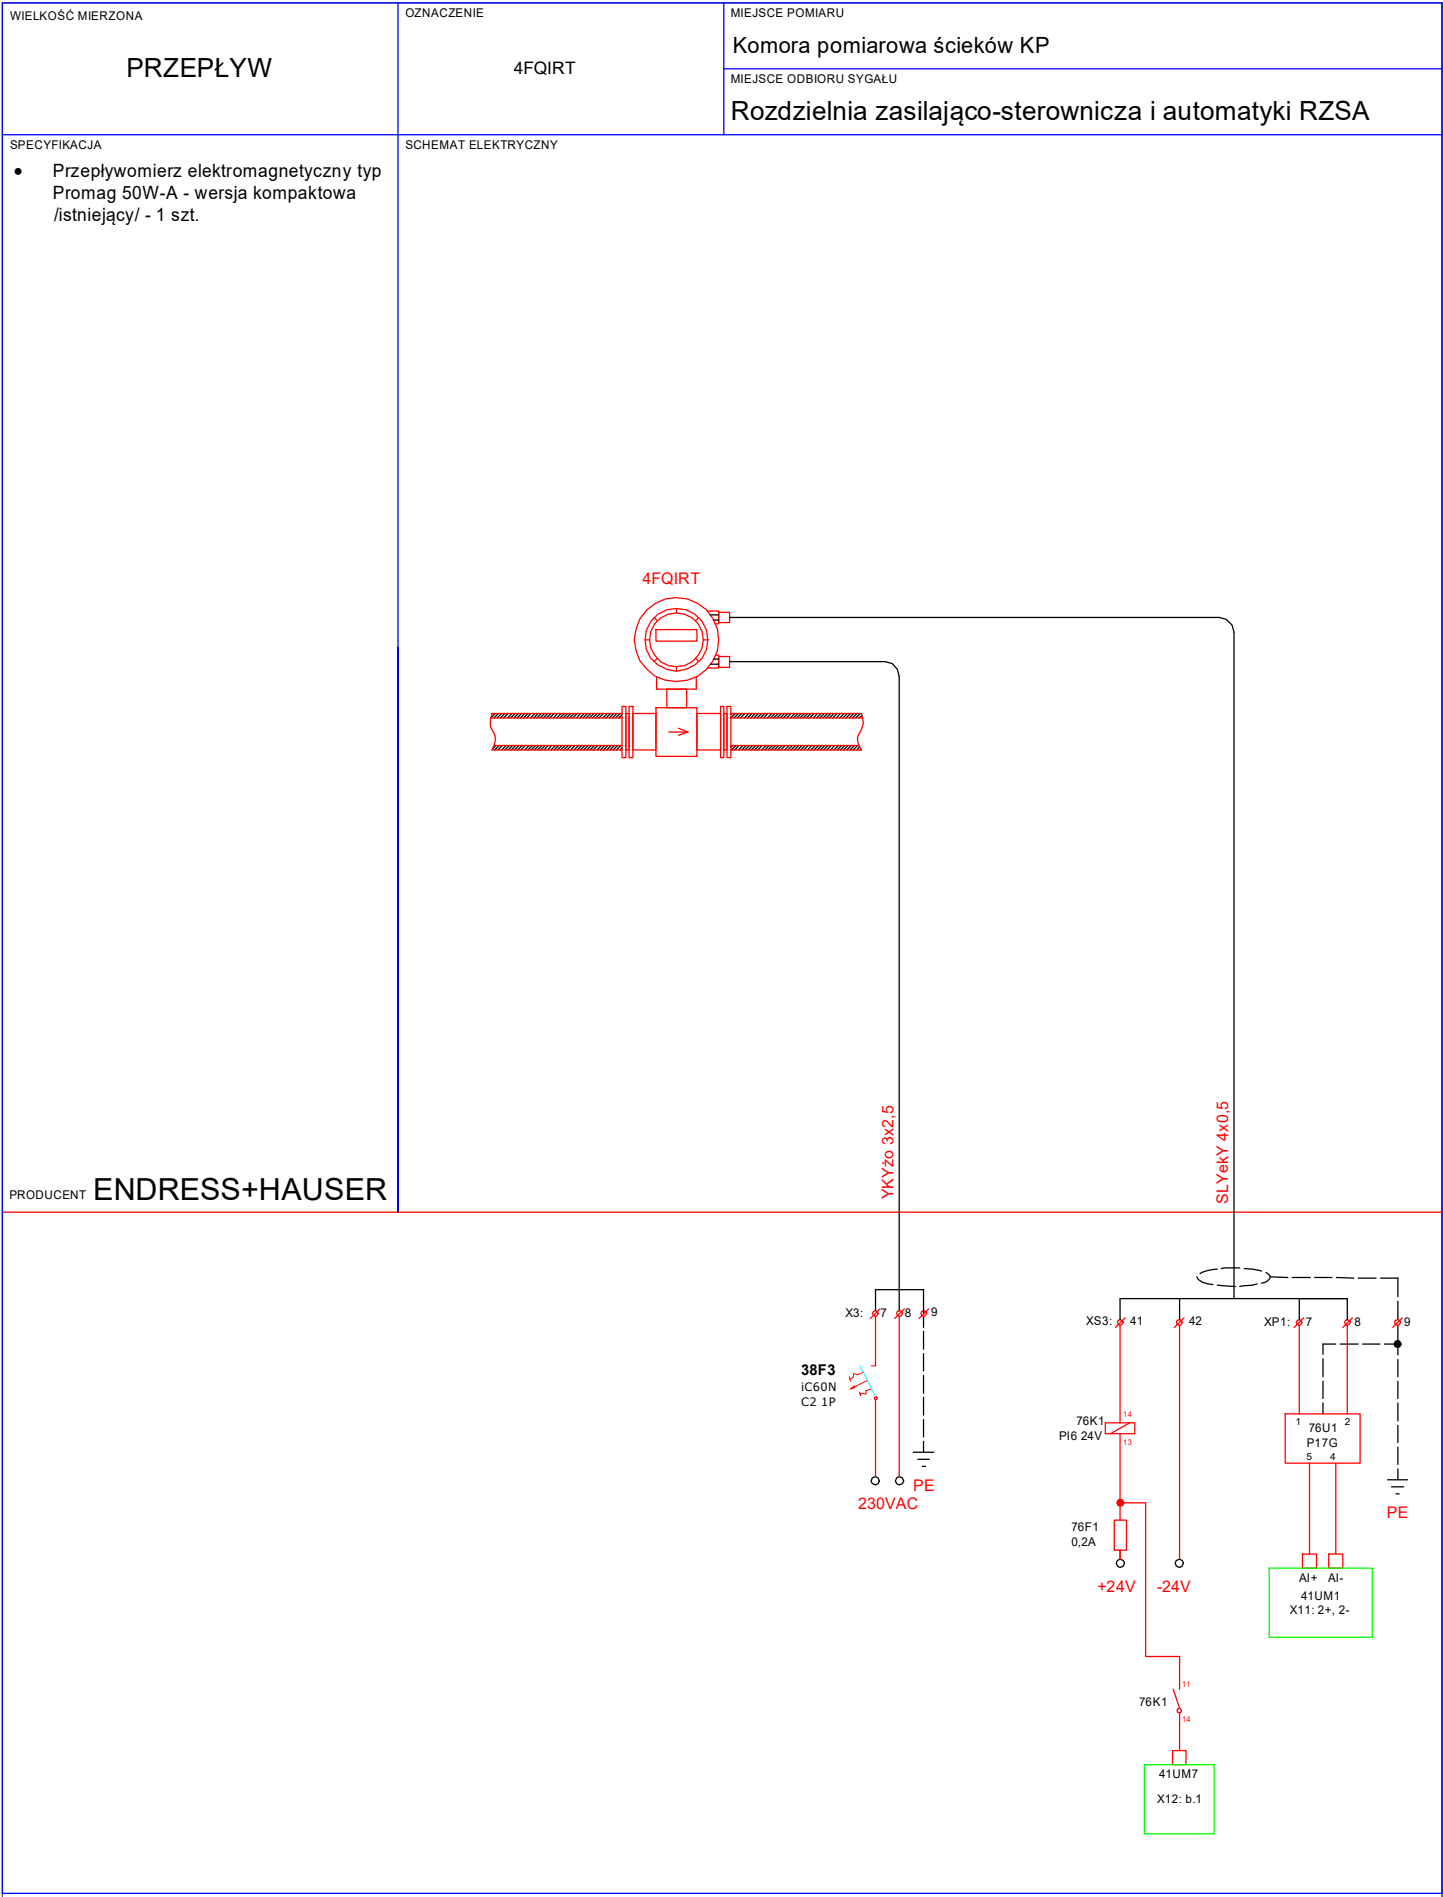 WIELKOŚĆ MIERZONA
PRZEPŁYW
OZNACZENIE
4FQIRT
MIEJSCE POMIARU
Komora pomiarowa ścieków KP
MIEJSCE ODBIORU SYGAŁU
Rozdzielnia zasilająco-sterownicza i automatyki RZSA
SPECYFIKACJA
• Przepływomierz elektromagnetyczny typ
Promag 50W-A - wersja kompaktowa
/istniejący/ - 1 szt.
SCHEMAT ELEKTRYCZNY
4FQIRT
YKYżo 3x2,5
SLYekY 4x0,5
PRODUCENT ENDRESS+HAUSER
X3: 7 8 9
XS3: 41 42
XP1: 7 8 9
38F3
iC60N
C2 1P
PE
230VAC
14
76K1
PI6 24V
13
76F1
0,2A
+24V -24V
1 2
76U1
P17G
5 4
PE
AI+ AI-
41UM1
X11: 2+, 2-
11
76K1
14
41UM7
X12: b.1